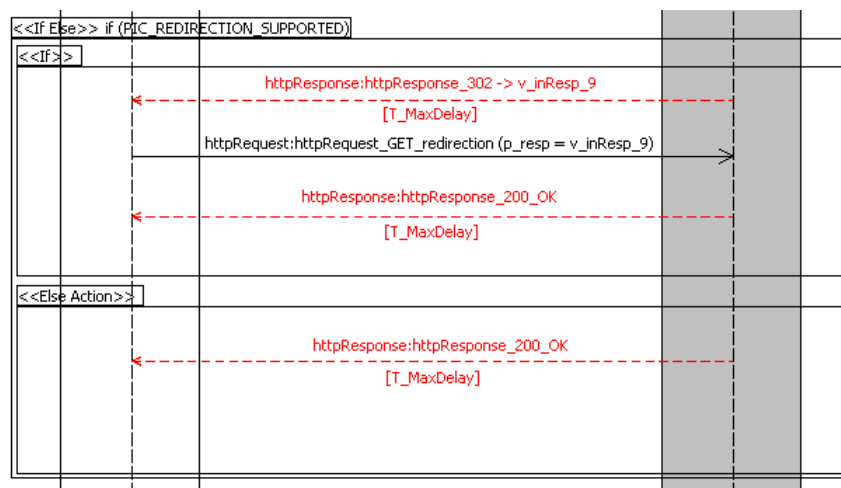 <<If Else>> if (PIC_REDIRECTION_SUPPORTED)
<<If>>
httpResponse:httpResponse_302 -> v_inResp_9
[T_MaxDelay]
httpRequest:httpRequest_GET_redirection (p_resp = v_inResp_9)
httpResponse:httpResponse_200_OK
[T_MaxDelay]
<<Else Action>>
httpResponse:httpResponse_200_OK
[T_MaxDelay]